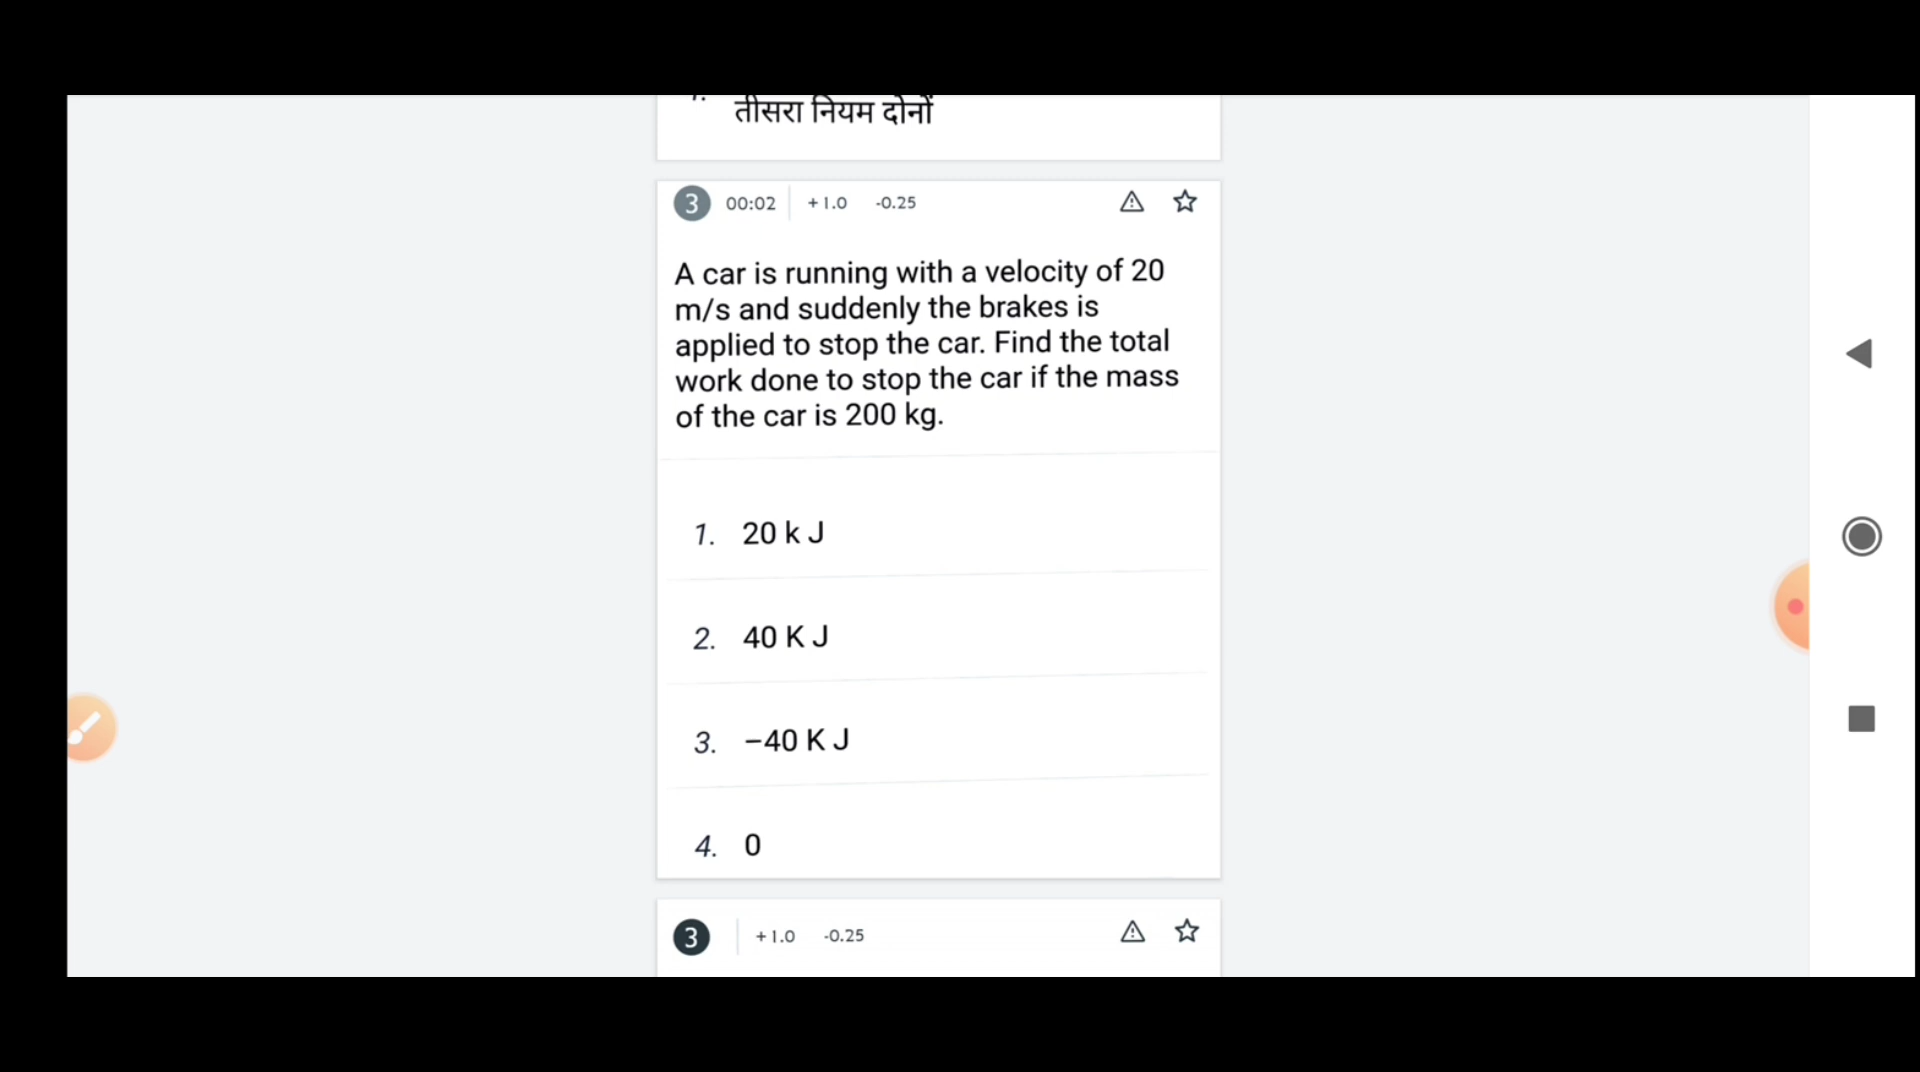 तीसरा नियम दोनों
3 00:02 +1.0 -0.25
A car is running with a velocity of 20
m/s and suddenly the brakes is
applied to stop the car. Find the total
work done to stop the car if the mass
of the car is 200 kg.
1. 20 k J
2. 40 K J
3. –40 K J
4. 0
3 +1.0 -0.25